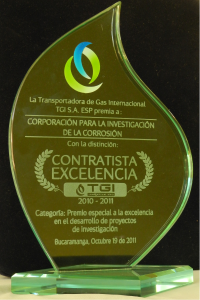 La Transportadora de Gas Internacional
TGI S.A. ESP premia a:
CORPORACIÓN PARA LA INVESTIGACIÓN
DE LA CORROSIÓN
Con la distinción:
CONTRATISTA
EXCELENCIA
TGI
2010 - 2011
Categoría: Premio especial a la excelencia
en el desarrollo de proyectos
de investigación
Bucaramanga, Octubre 19 de 2011